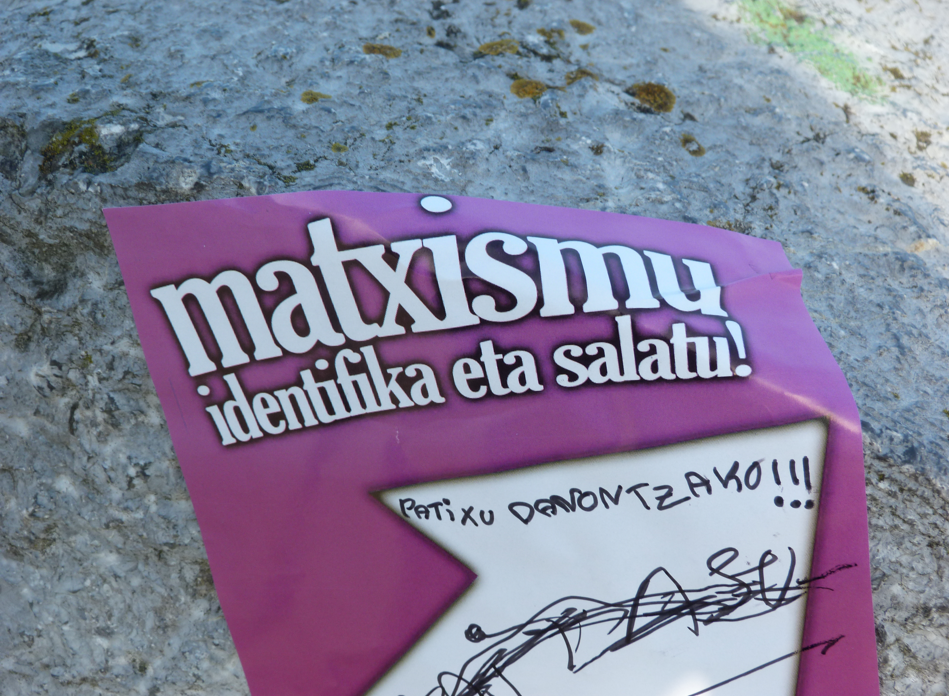 matxismu
identifika eta salatu!
PATiXU DANONTZAKO!!!